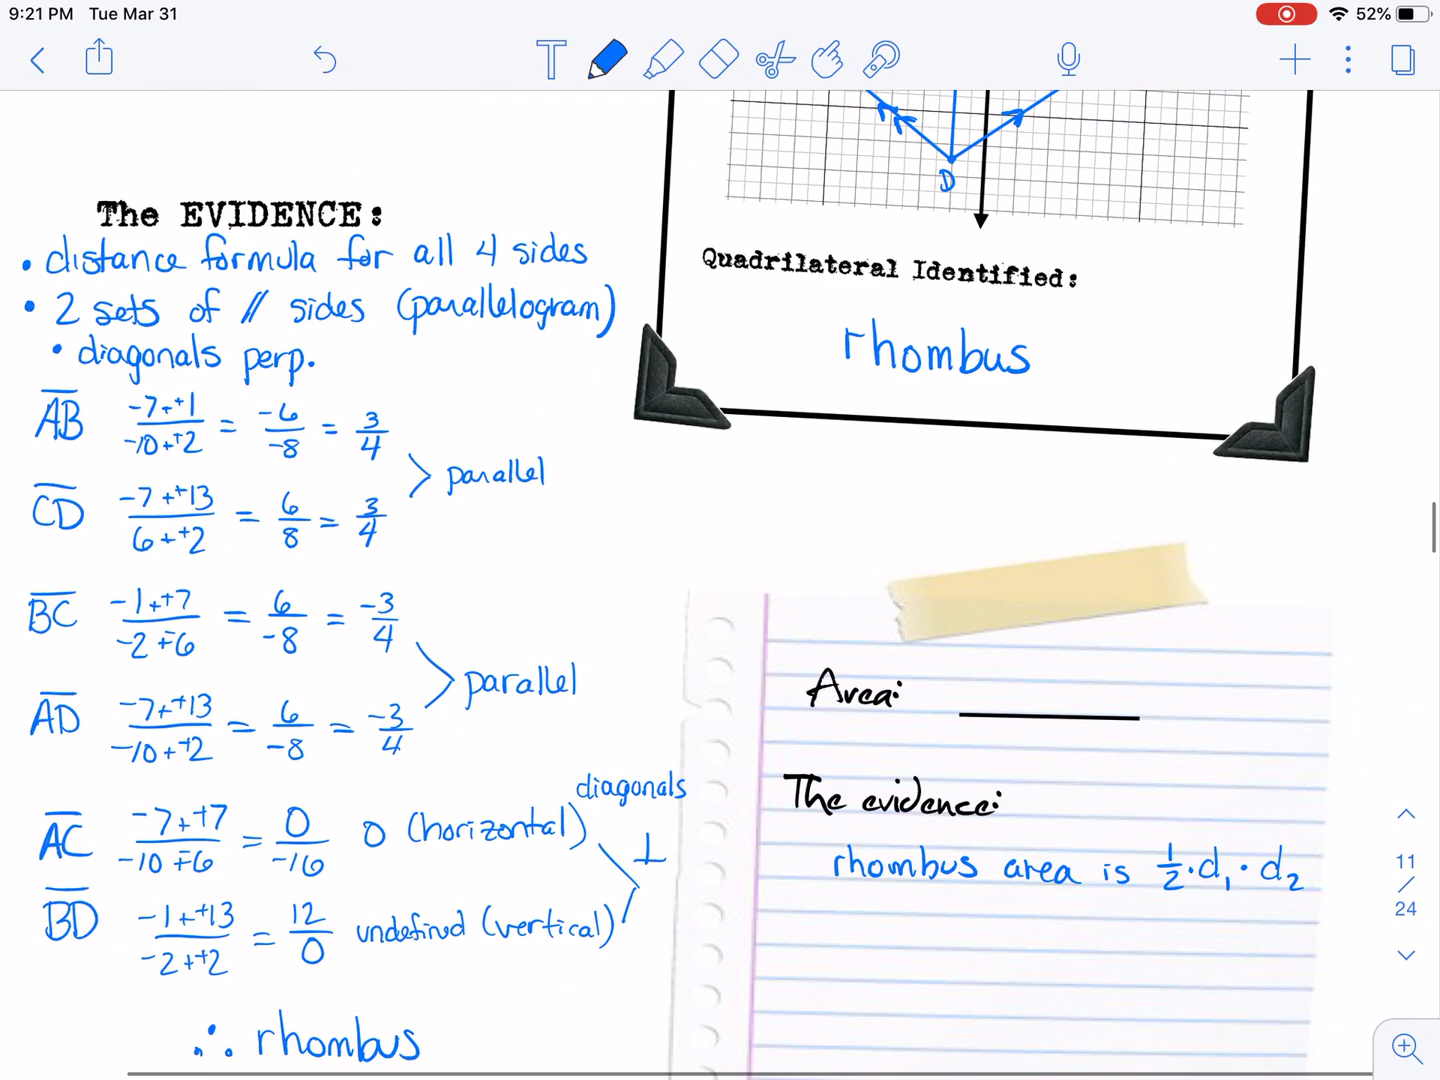 9:21 PM Tue Mar 31
52%
T
D
The EVIDENCE:
• distance formula for all 4 sides
• 2 sets of // sides (parallelogram)
• diagonals perp.
AB -7++1/-10++2 = -6/-8 = 3/4
CD -7++13/6++2 = 6/8 = 3/4
> parallel
BC -1++7/-2+-6 = 6/-8 = -3/4
AD -7++13/-10++2 = 6/-8 = -3/4
> parallel
AC -7++7/-10+-6 = 0/-16 0 (horizontal)
BD -1++13/-2++2 = 12/0 undefined (vertical)
diagonals
⊥
∴ rhombus
Quadrilateral Identified:
rhombus
Area:
The evidence:
rhombus area is 1/2 · d1 · d2
11
/
24